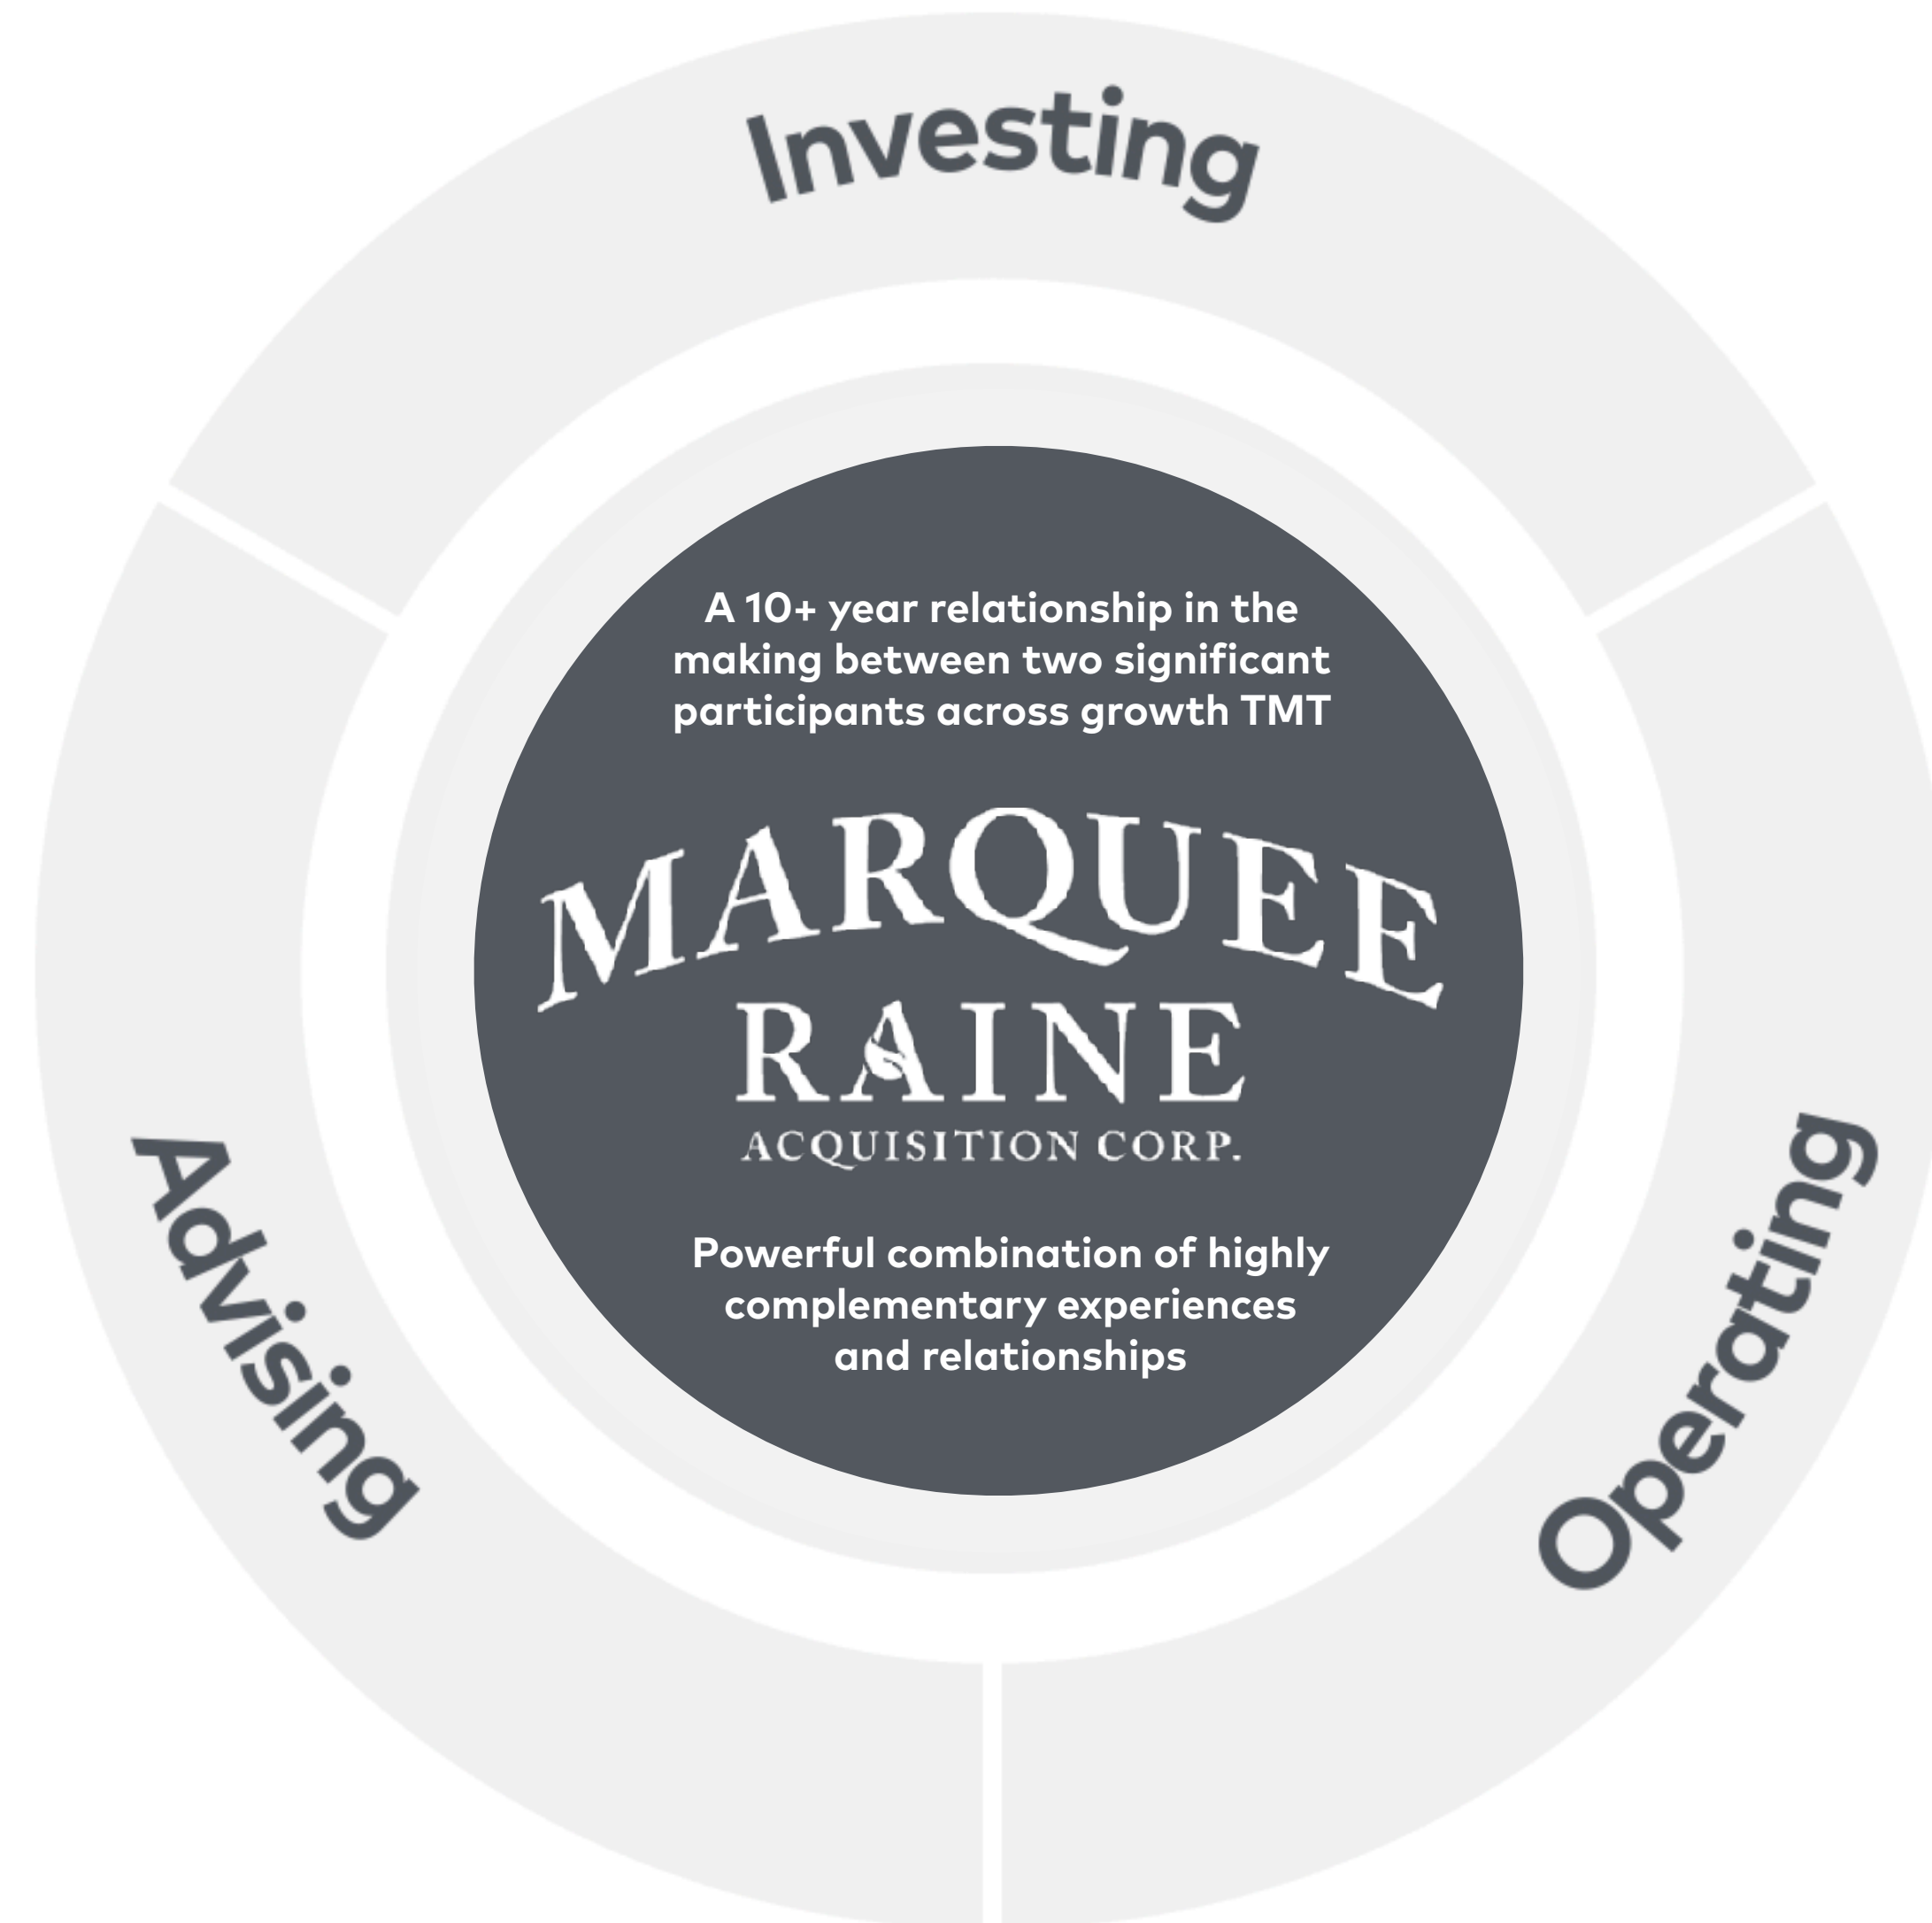 Investing
A 10+ year relationship in the
making between two significant
participants across growth TMT
MARQUEE
RAINE
ACQUISITION CORP.
Powerful combination of highly
complementary experiences
and relationships
Advising
Operating